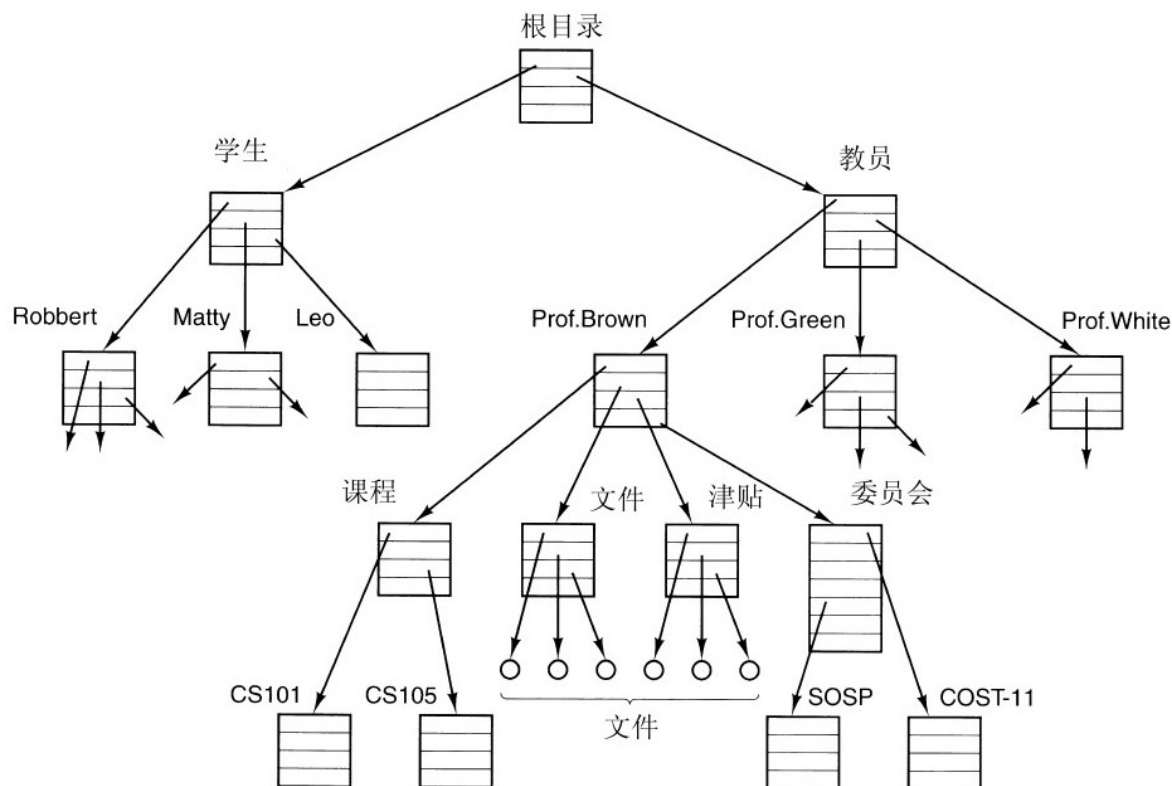 根目录
学生
教员
Robbert
Matty
Leo
Prof.Brown
Prof.Green
Prof.White
课程
文件
津贴
委员会
CS101
CS105
文件
SOSP
COST-11